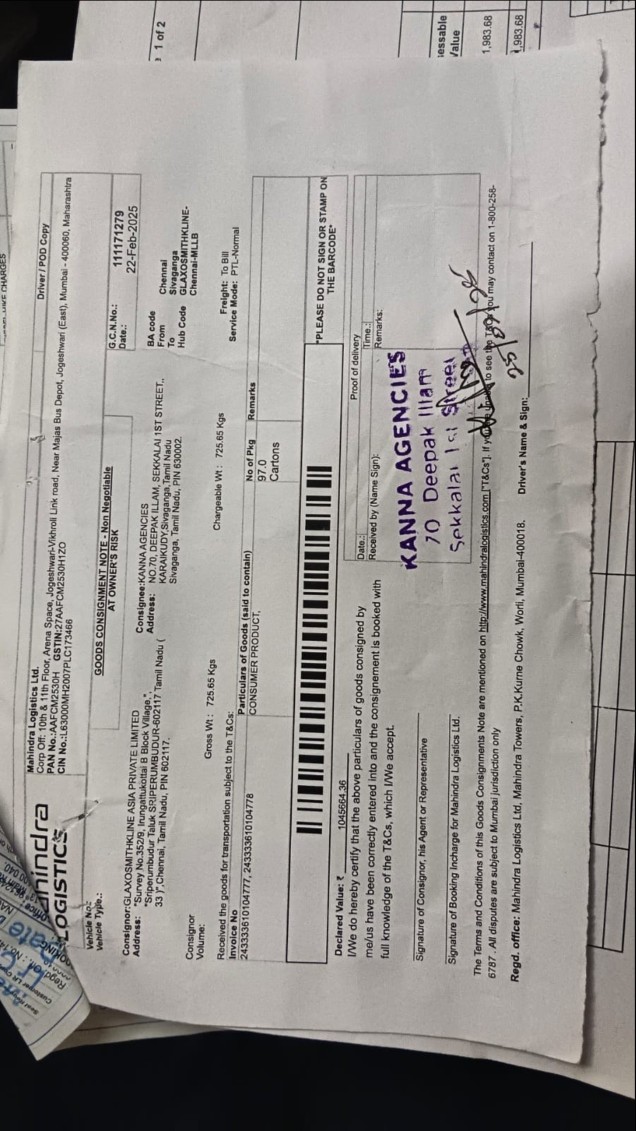 Mahindra Logistics Ltd.
Driver / POD Copy
Corp Off: 10th & 11th Floor, Arena Space, Jogeshwari-Vikhroli Link road, Near Majas Bus Depot, Jogeshwari (East), Mumbai - 400060, Maharashtra
PAN No.:AAFCM2530H GSTIN:27AAFCM2530H1ZO
CIN No.:L63000MH2007PLC173466
LOGISTICS
GOODS CONSIGNMENT NOTE - Non Negotiable
AT OWNER'S RISK
Vehicle No.:
Vehicle Type.:
G.C.N.No.: 111171279
Date.: 22-Feb-2025
Consignor:GLAXOSMITHKLINE ASIA PRIVATE LIMITED
Address: "Survey No.352/9, Irungattukottai B Block Village,"
"Sriperumbudur Taluk SRIPERUMBUDUR-602117 Tamil Nadu (
33 )",Chennai, Tamil Nadu, PIN 602117.
Consignee:KANNA AGENCIES
Address: NO.70, DEEPAK ILLAM, SEKKALAI 1ST STREET,
KARAIKUDY,Sivaganga,Tamil Nadu
Sivaganga, Tamil Nadu, PIN 630002.
BA code
From Chennai
To Sivaganga
Hub Code GLAXOSMITHKLINE-
Chennai-MLLB
Consignor
Volume:
Gross Wt : 725.65 Kgs
Chargeable Wt : 725.65 Kgs
Freight: To Bill
Service Mode: PTL-Normal
Received the goods for transportation subject to the T&Cs:
Invoice No
Particulars of Goods (said to contain)
No of Pkg
Remarks
24333361010​4777, 243333610104778
CONSUMER PRODUCT,
97.0
Cartons
"PLEASE DO NOT SIGN OR STAMP ON
THE BARCODE"
Declared Value: ₹ 1045664.36
I/We do hereby certify that the above particulars of goods consigned by
me/us have been correctly entered into and the consignement is booked with
full knowledge of the T&Cs, which I/We accept.
Proof of delivery
Date.:
Time.:
Received by (Name Sign):
Remarks:
KANNA AGENCIES
70 Deepak Illam
Sekkalai 1st Street
Signature of Consignor, his Agent or Representative
Signature of Booking Incharge for Mahindra Logistics Ltd.
The Terms and Conditions of this Goods Consignments Note are mentioned on http://www.mahindralogistics.com ["T&Cs"]. If you to see the T&Cs you may contact on 1-800-258-
6787 . All disputes are subject to Mumbai jurisdiction only
Regd. office: Mahindra Logistics Ltd, Mahindra Towers, P.K.Kurne Chowk, Worli, Mumbai-400018.
Driver's Name & Sign:
1 of 2
Value
1,983.68
1,983.68